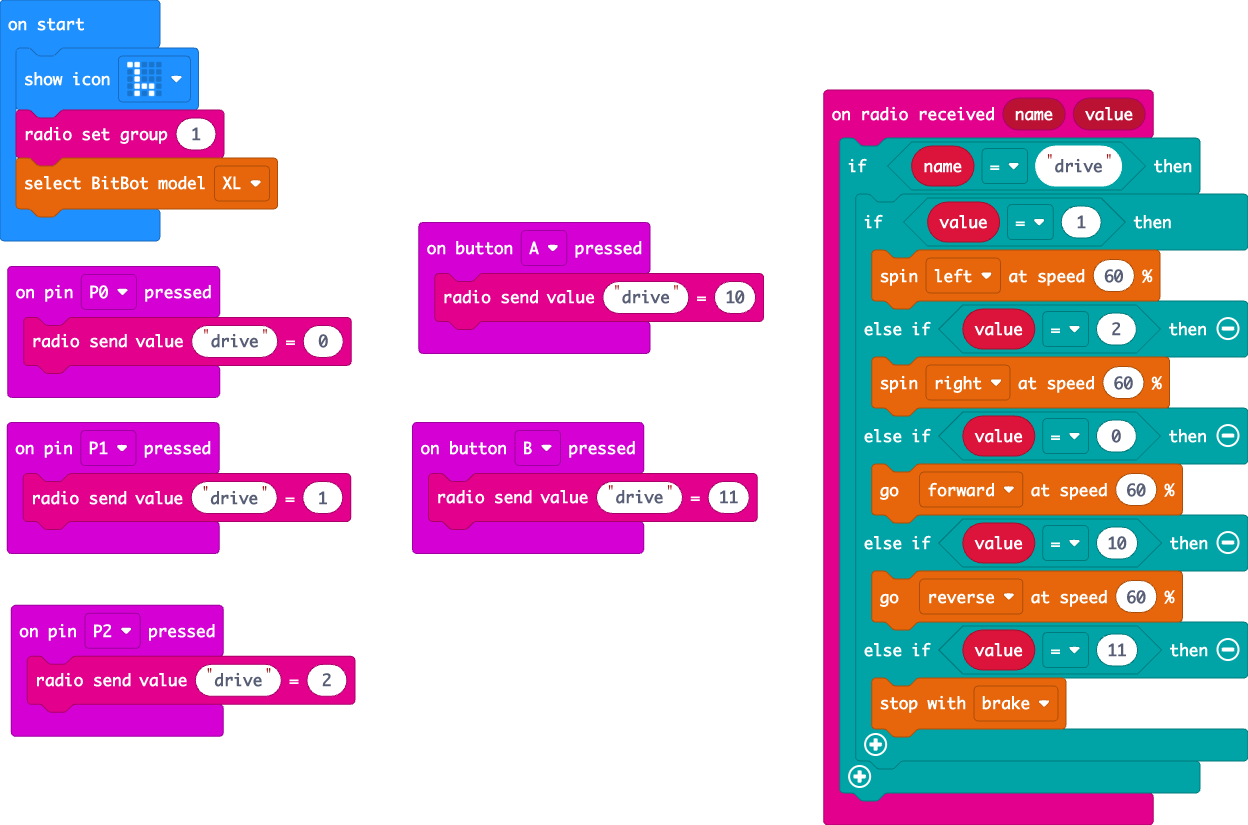 on start
show icon
radio set group 1
select BitBot model XL
on pin P0 pressed
radio send value "drive" = 0
on pin P1 pressed
radio send value "drive" = 1
on pin P2 pressed
radio send value "drive" = 2
on button A pressed
radio send value "drive" = 10
on button B pressed
radio send value "drive" = 11
on radio received name value
if name = "drive" then
if value = 1 then
spin left at speed 60 %
else if value = 2 then
spin right at speed 60 %
else if value = 0 then
go forward at speed 60 %
else if value = 10 then
go reverse at speed 60 %
else if value = 11 then
stop with brake